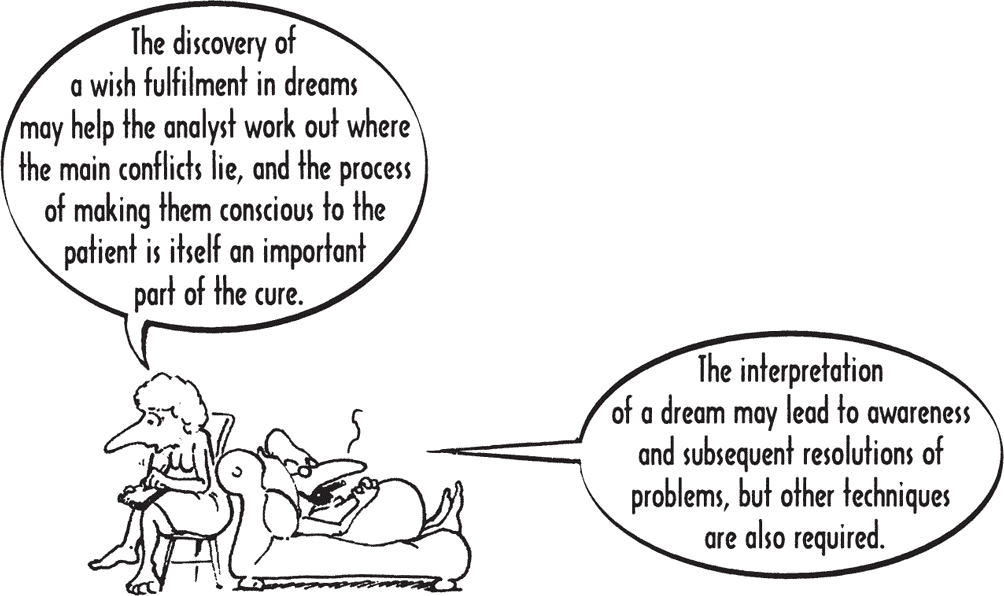 The discovery of
a wish fulfilment in dreams
may help the analyst work out where
the main conflicts lie, and the process
of making them conscious to the
patient is itself an important
part of the cure.
The interpretation
of a dream may lead to awareness
and subsequent resolutions of
problems, but other techniques
are also required.